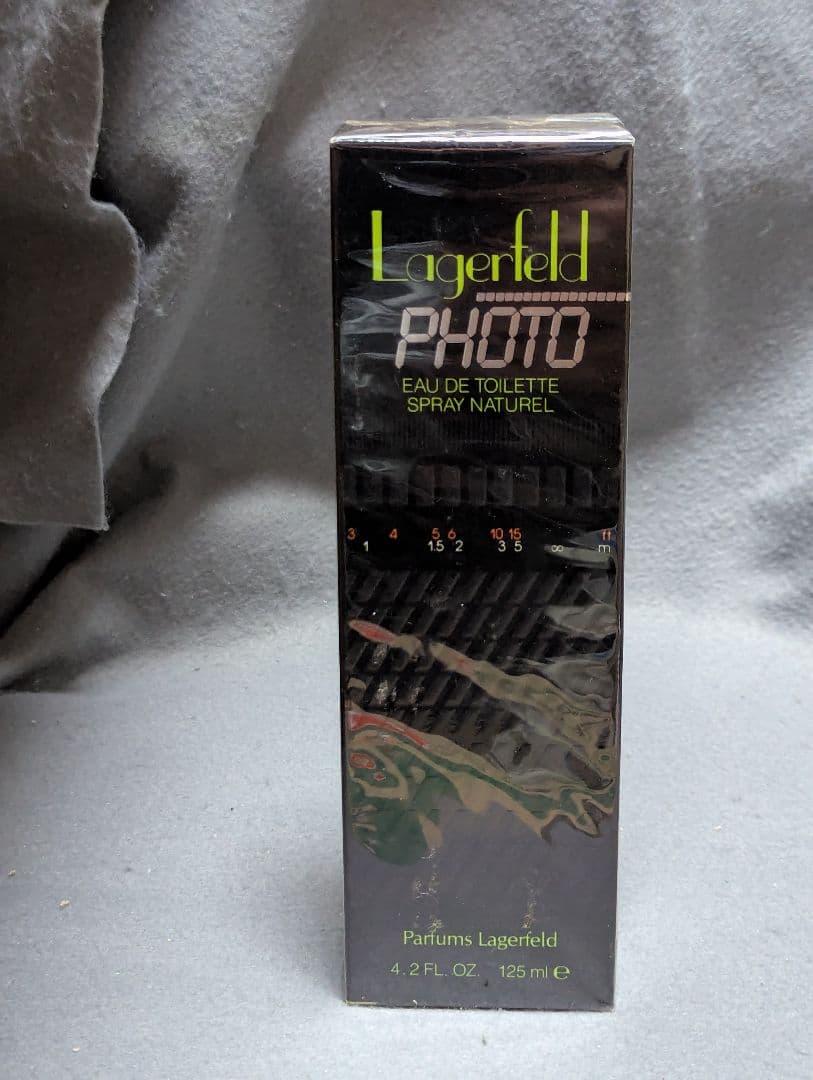 Lagerfeld
PHOTO
EAU DE TOILETTE
SPRAY NATUREL
3 4 5 6 10 15 ft
1 1.5 2 3 5 ∞ m
Parfums Lagerfeld
4.2 FL. OZ. 125 ml e